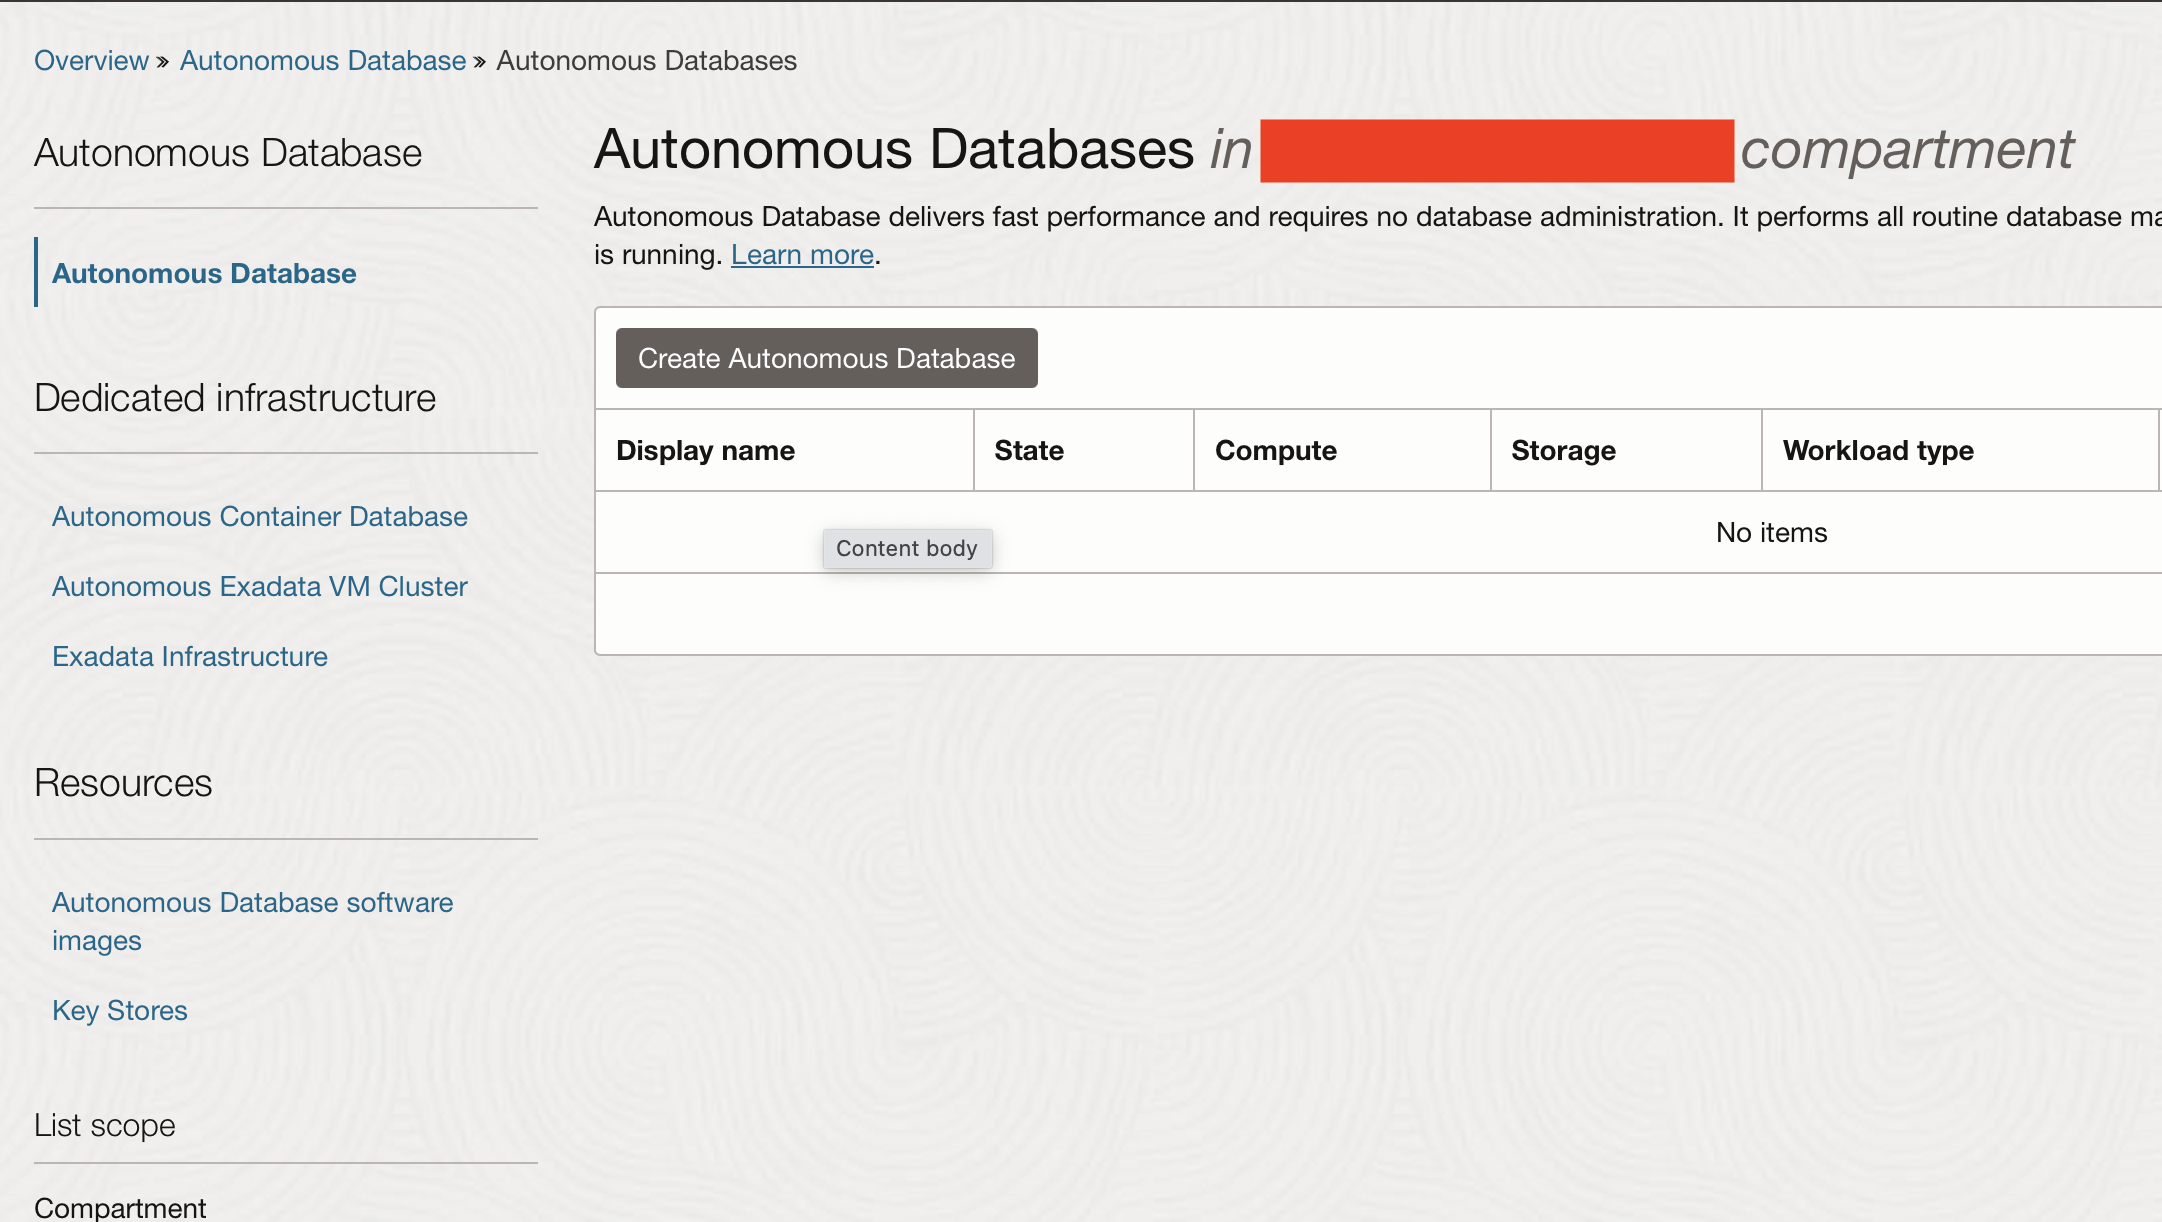 Overview » Autonomous Database » Autonomous Databases
Autonomous Database
Autonomous Database
Dedicated infrastructure
Autonomous Container Database
Autonomous Exadata VM Cluster
Exadata Infrastructure
Resources
Autonomous Database software
images
Key Stores
List scope
Compartment
Autonomous Databases in compartment
Autonomous Database delivers fast performance and requires no database administration. It performs all routine database
is running. Learn more.
Create Autonomous Database
Display name State Compute Storage Workload type
No items
Content body